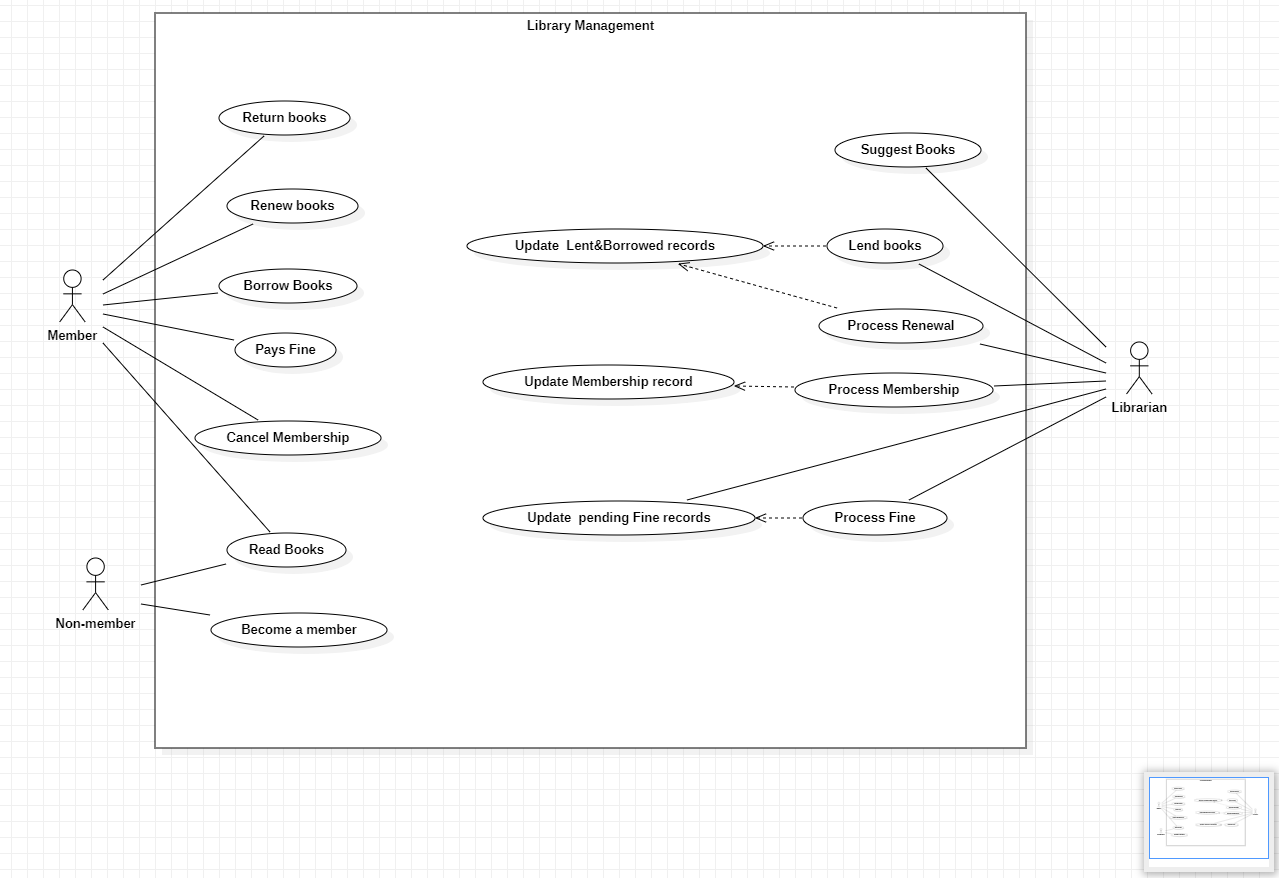 Library Management
Return books
Suggest Books
Renew books
Update  Lent&Borrowed records
Lend books
Borrow Books
Member
Process Renewal
Pays Fine
Update Membership record
Process Membership
Librarian
Cancel Membership
Update  pending Fine records
Process Fine
Read Books
Non-member
Become a member